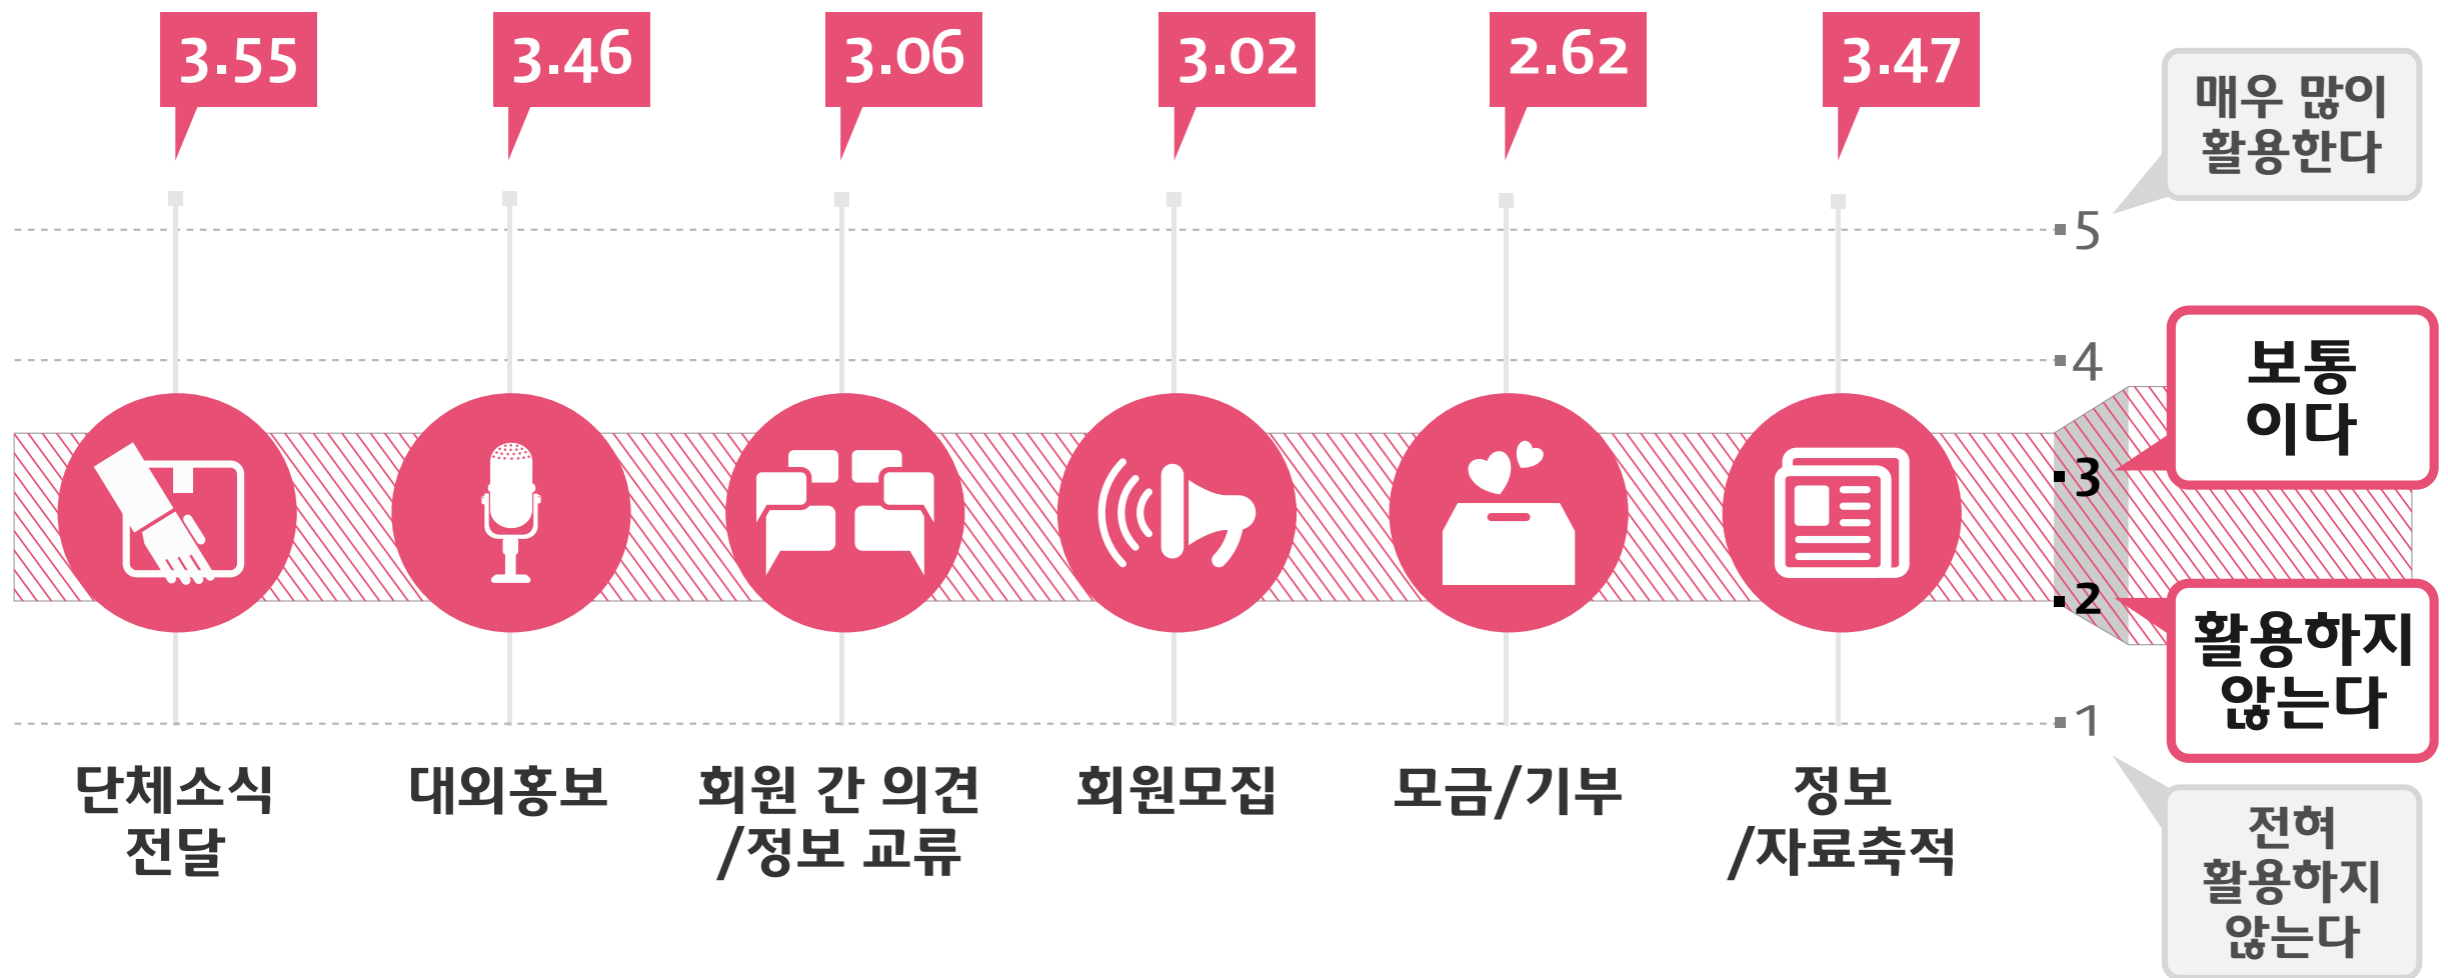 3.55
3.46
3.06
3.02
2.62
3.47
매우 많이
활용한다
5
4
보통
이다
3
2
활용하지
않는다
1
단체소식
전달
대외홍보
회원 간 의견
/정보 교류
회원모집
모금/기부
정보
/자료축적
전혀
활용하지
않는다